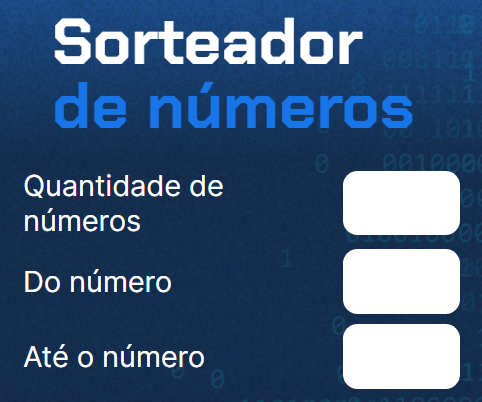 Sorteador
de números
Quantidade de
números
Do número
Até o número